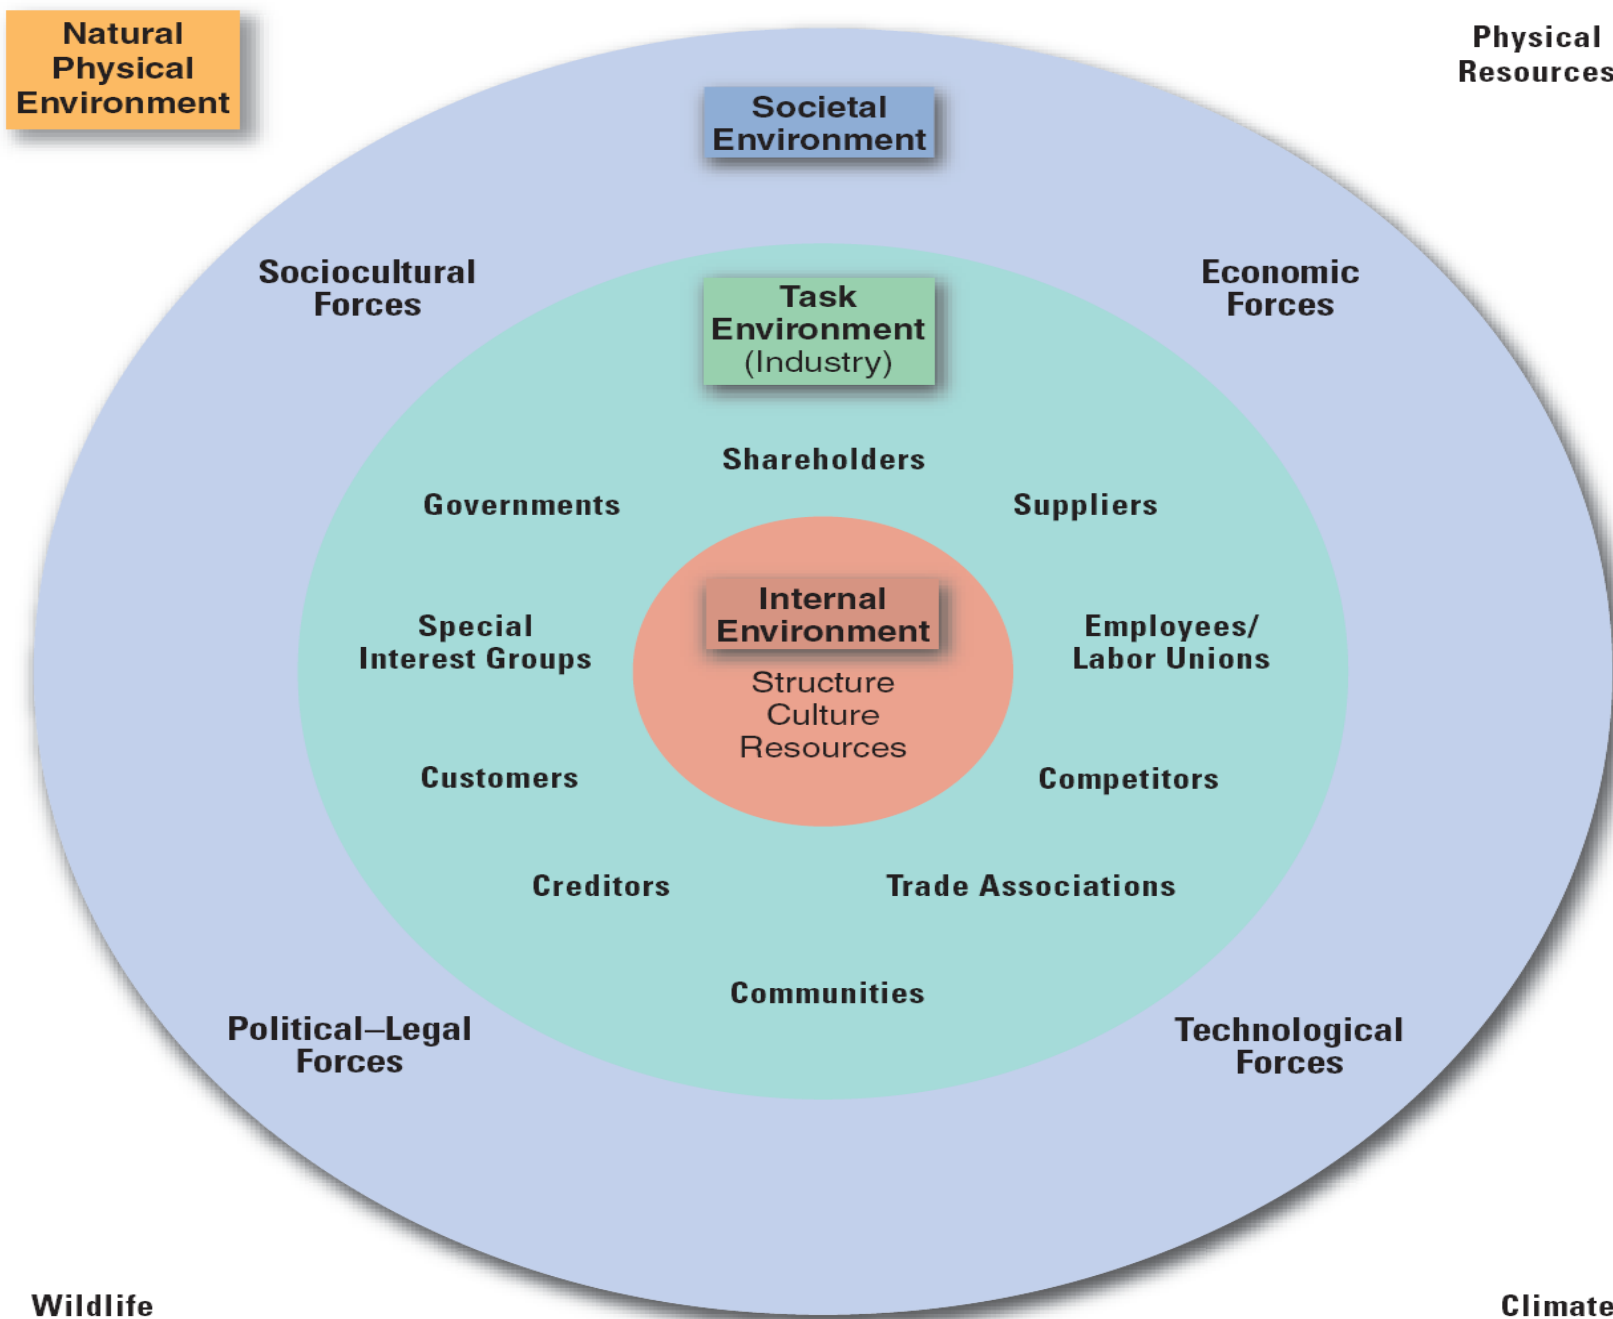 Natural
Physical
Environment
Physical
Resources
Societal
Environment
Sociocultural
Forces
Economic
Forces
Task
Environment
(Industry)
Shareholders
Governments
Suppliers
Special
Interest Groups
Internal
Environment
Structure
Culture
Resources
Employees/
Labor Unions
Customers
Competitors
Creditors
Trade Associations
Communities
Political–Legal
Forces
Technological
Forces
Wildlife
Climate